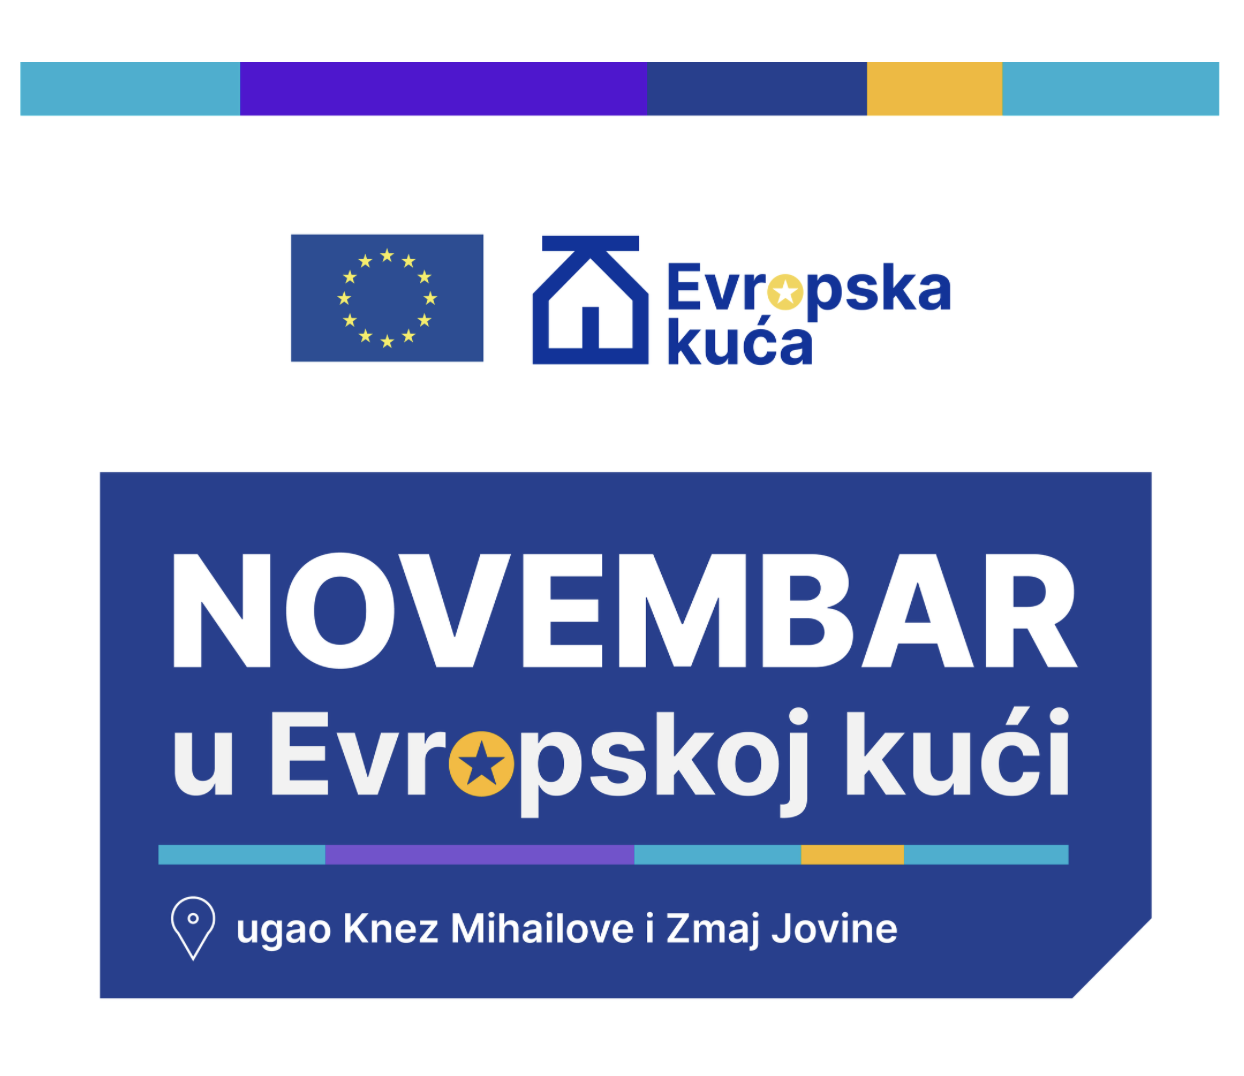 Evropska
kuća
NOVEMBAR
u Evropskoj kući
ugao Knez Mihailove i Zmaj Jovine